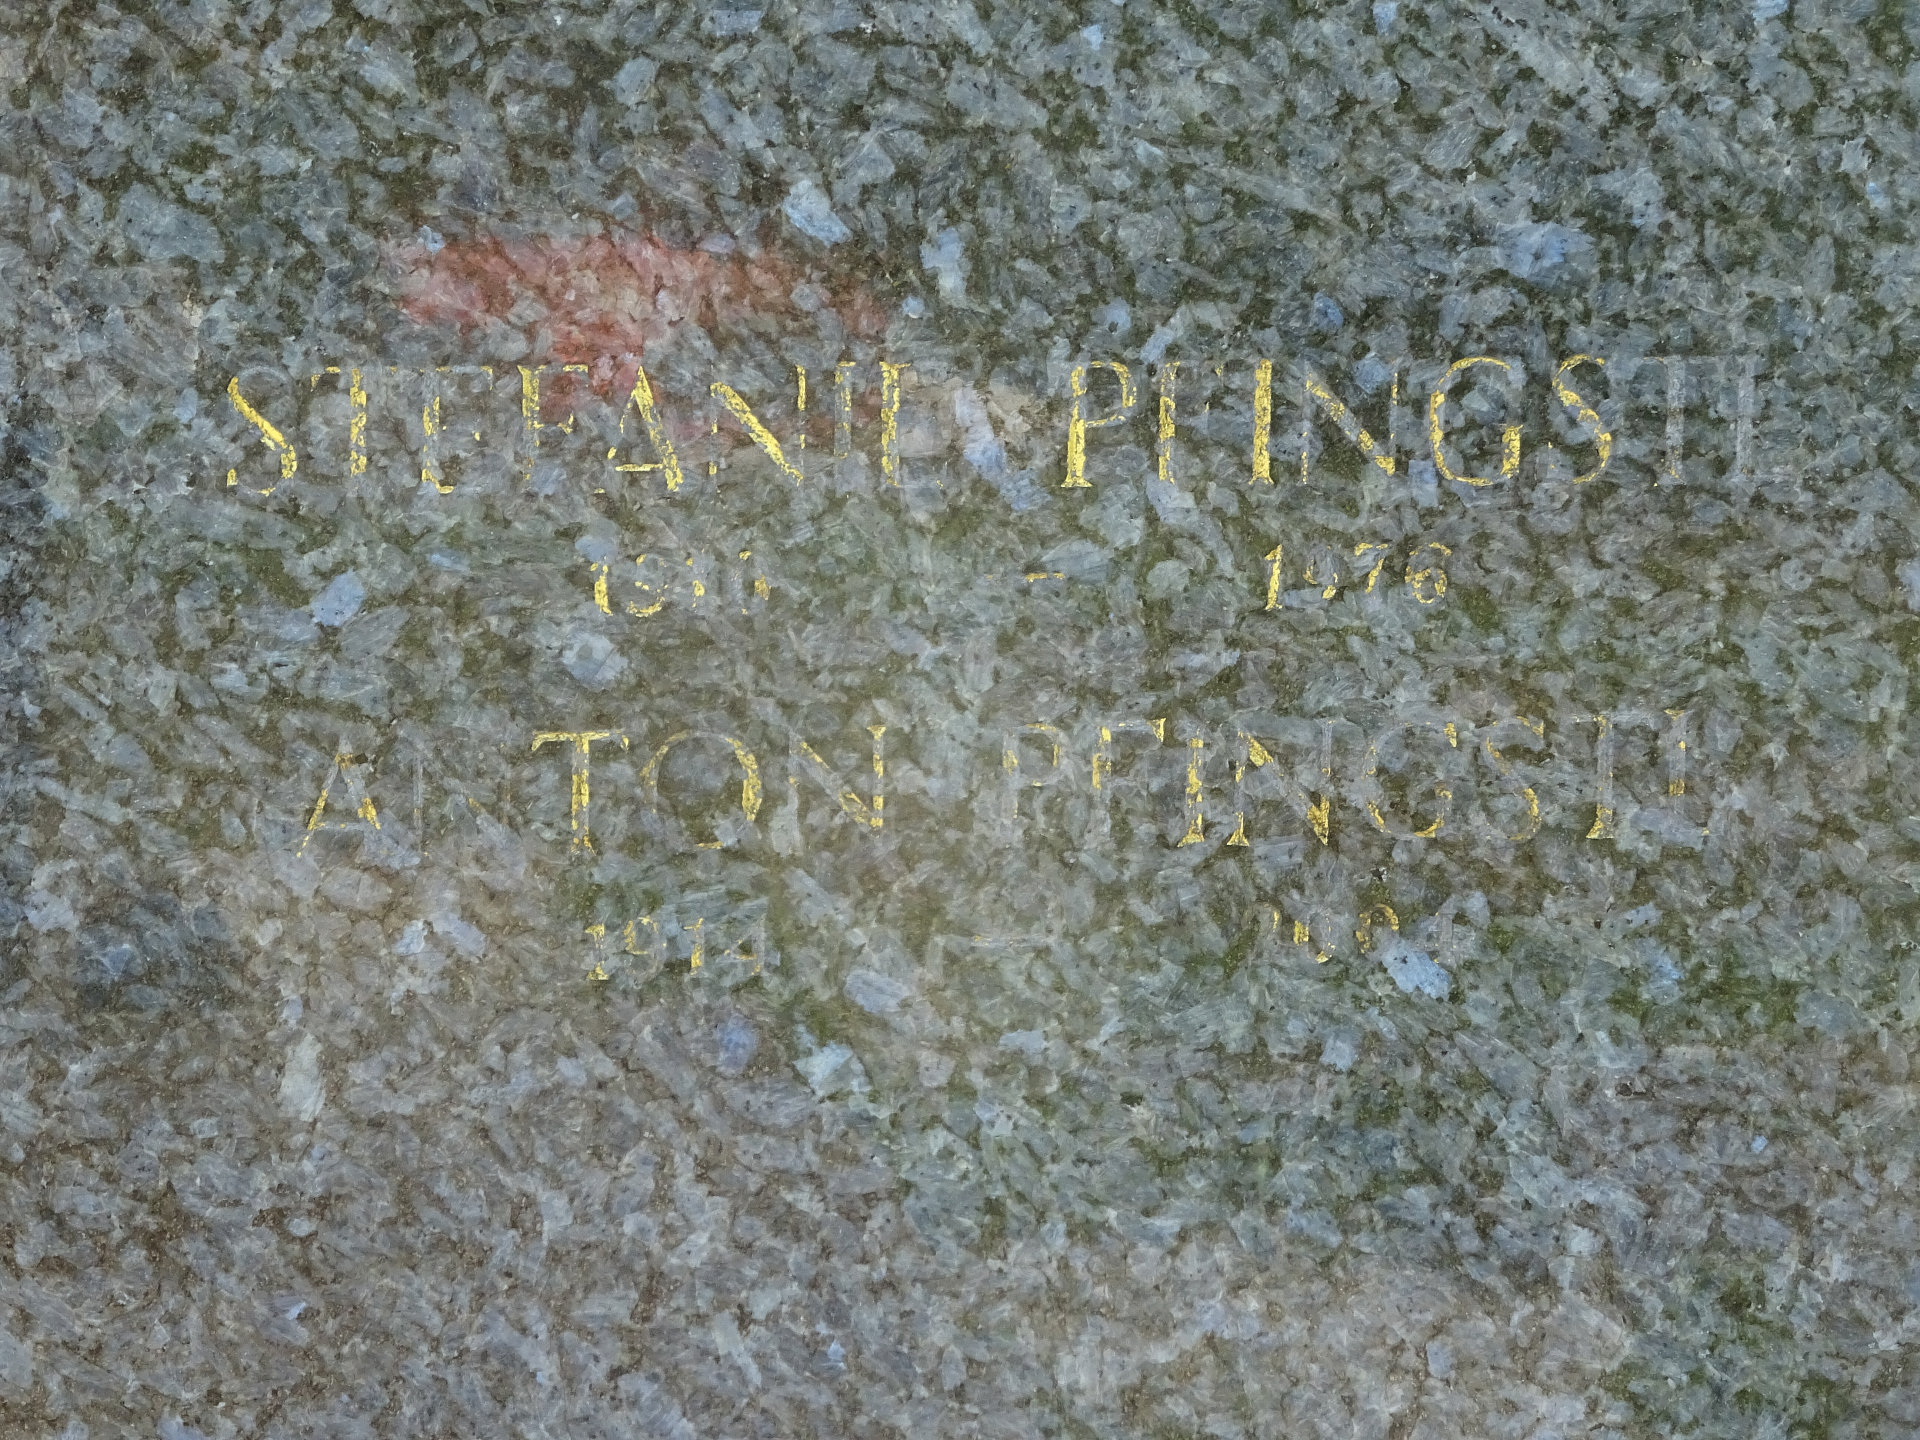 STEFANIE PFINGSTL
– 1976
ANTON PFINGSTL
1914 –